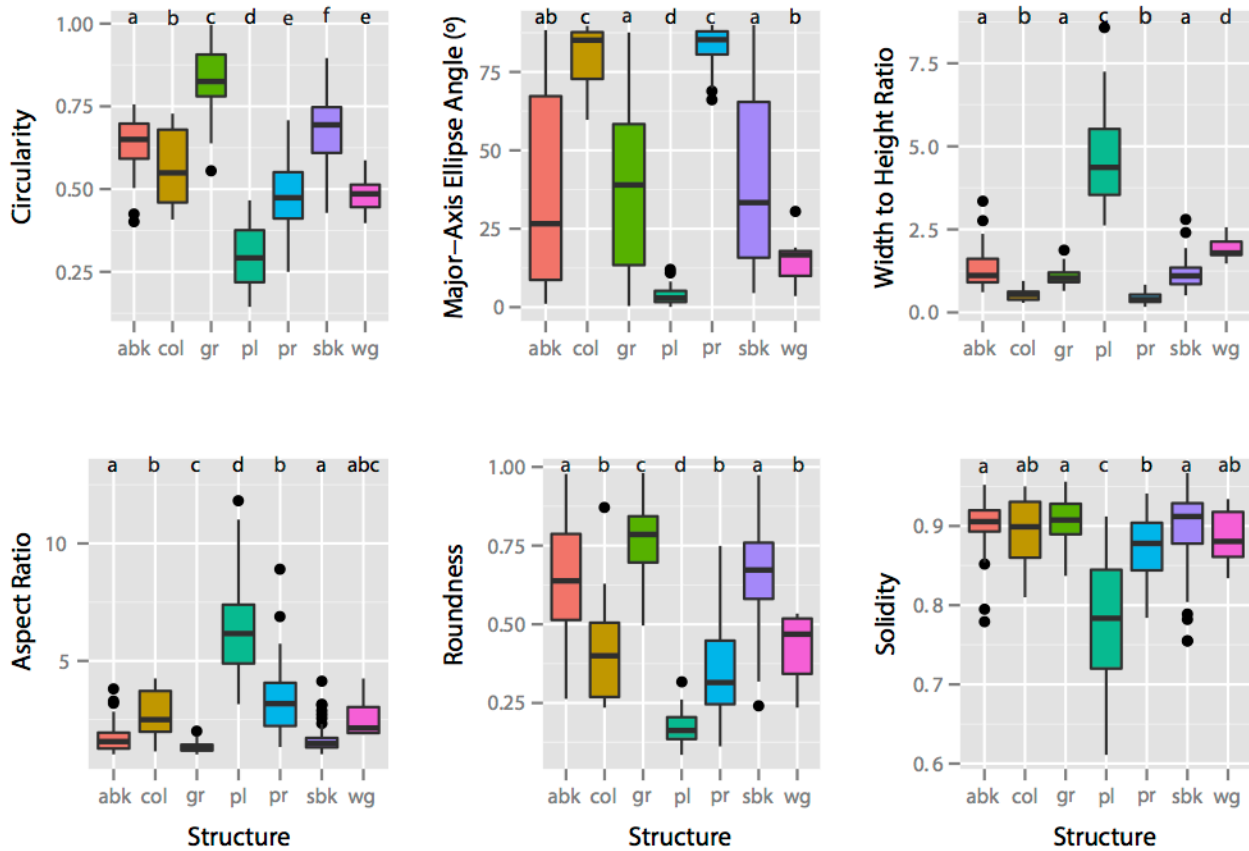 a b c d e f e
Circularity
1.00
0.75
0.50
0.25
abk col gr pl pr sbk wg
ab c a d c a b
Major−Axis Ellipse Angle (º)
75
50
25
0
abk col gr pl pr sbk wg
a b a c b a d
Width to Height Ratio
7.5
5.0
2.5
0.0
abk col gr pl pr sbk wg
a b c d b a abc
Aspect Ratio
10
5
abk col gr pl pr sbk wg
Structure
a b c d b a b
Roundness
1.00
0.75
0.50
0.25
abk col gr pl pr sbk wg
Structure
a ab a c b a ab
Solidity
0.9
0.8
0.7
0.6
abk col gr pl pr sbk wg
Structure